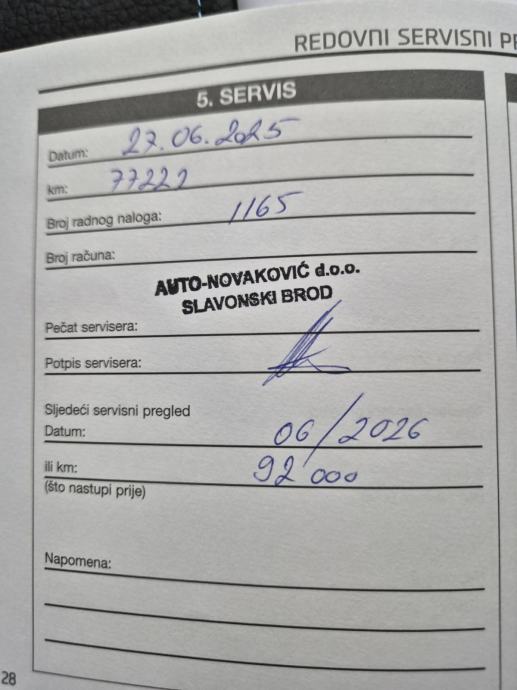 REDOVNI SERVISNI
5. SERVIS
Datum: 27.06.2025
km: 77222
Broj radnog naloga: 1165
Broj računa:
AUTO-NOVAKOVIĆ d.o.o.
SLAVONSKI BROD
Pečat servisera:
Potpis servisera:
Sljedeći servisni pregled
Datum: 06/2026
ili km: 92 000
(što nastupi prije)
Napomena:
28